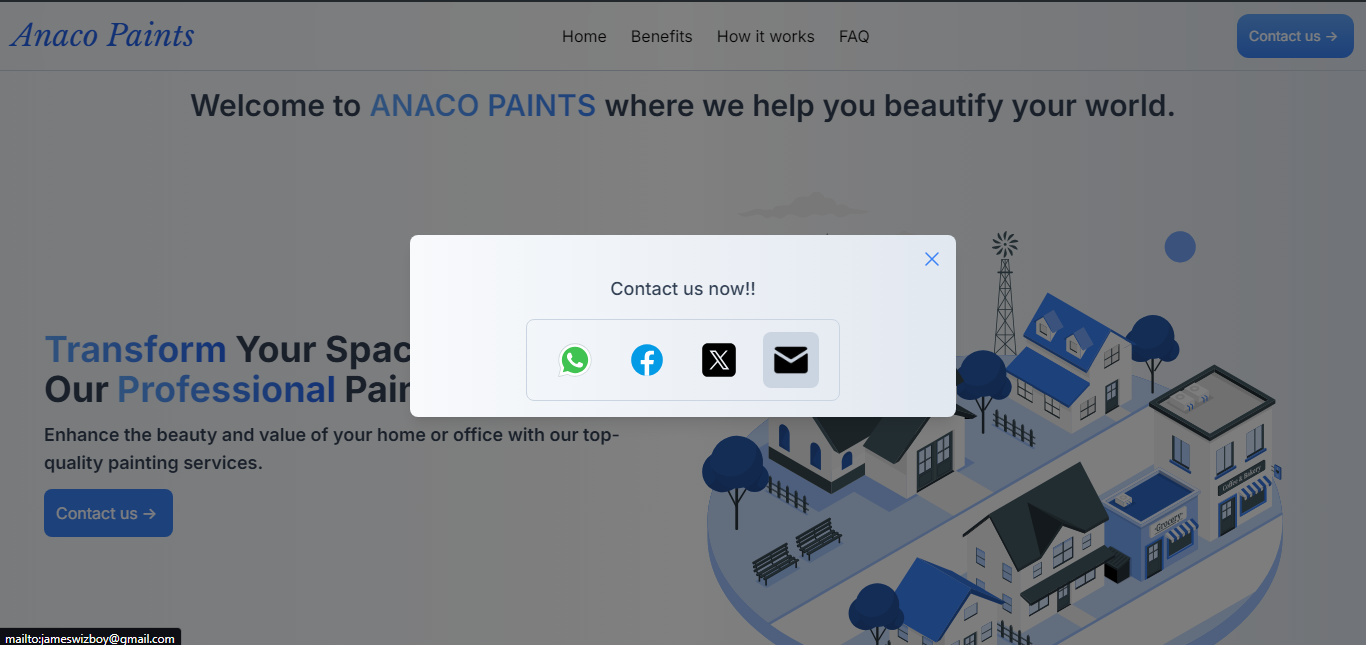 Anaco Paints
Home Benefits How it works FAQ
Contact us →
Welcome to ANACO PAINTS where we help you beautify your world.
Contact us now!!
Transform Your Spac
Our Professional Pain
Enhance the beauty and value of your home or office with our top-
quality painting services.
Contact us →
Coffee & Bakery
Grocery
mailto:jameswizboy@gmail.com